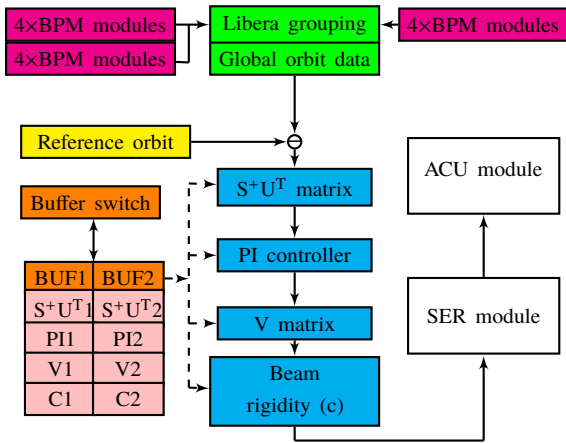 4×BPM modules
Libera grouping
4×BPM modules
4×BPM modules
Global orbit data
Reference orbit
S⁺Uᵀ matrix
ACU module
Buffer switch
PI controller
BUF1 BUF2
S⁺Uᵀ1 S⁺Uᵀ2
V matrix
SER module
PI1 PI2
V1 V2
Beam
rigidity (c)
C1 C2